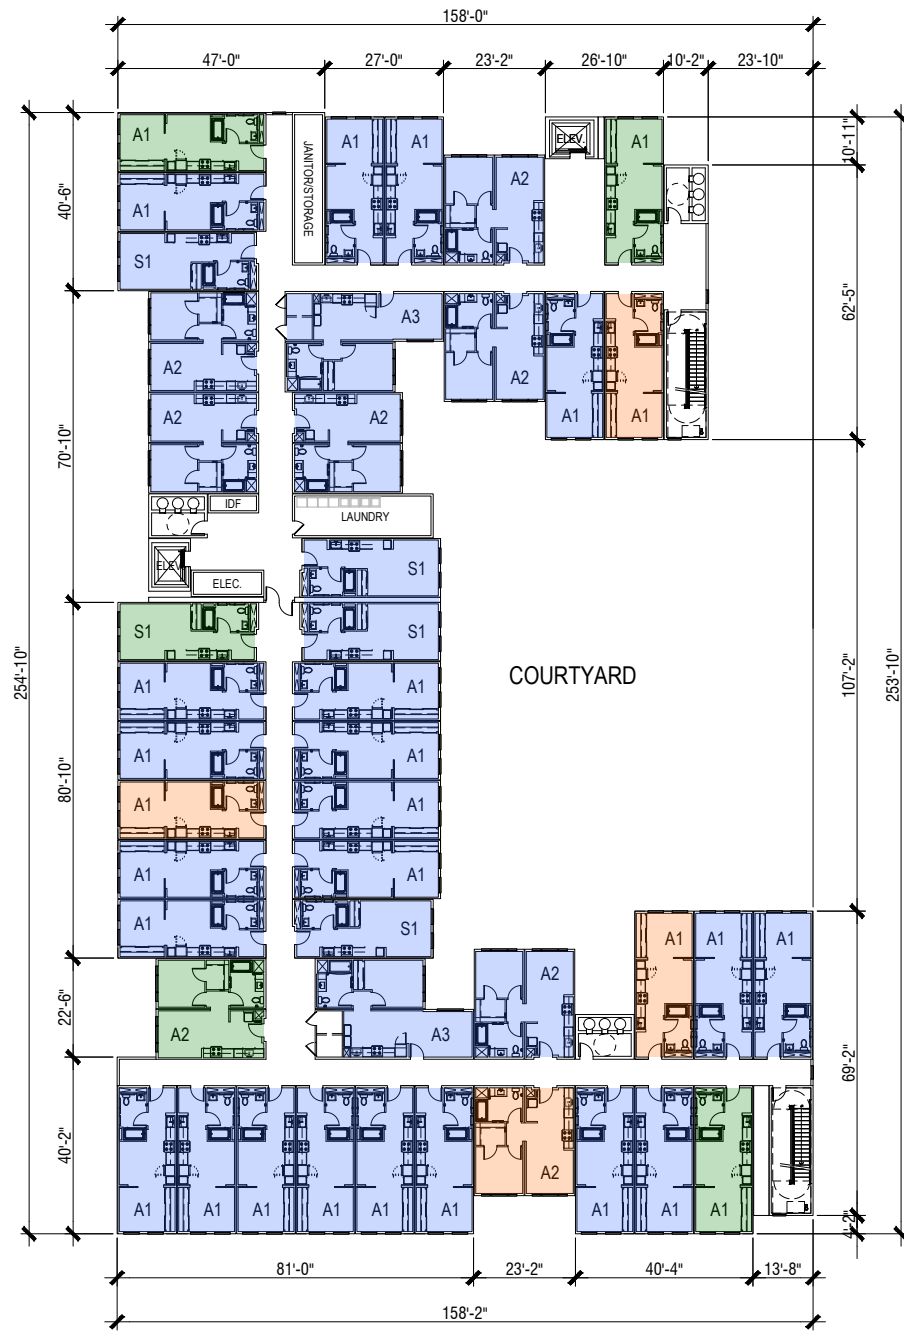 158'-0"
47'-0" 27'-0" 23'-2" 26'-10" 10'-2" 23'-10"
A1
JANITOR/STORAGE
A1 A1
A2
ELEV.
A1
10'-11"
40'-6"
A1
S1
62'-5"
A3
A2
A2
A1 A1
A2 A2
70'-10"
IDF
LAUNDRY
ELEV.
ELEC.
S1
S1 S1
254'-10"
COURTYARD
107'-2"
253'-10"
A1 A1
A1 A1
80'-10"
A1 A1
A1 A1
A1 S1
A1 A1 A1
A2
22'-6"
A2
A3
69'-2"
40'-2"
A2
A1 A1 A1 A1 A1 A1
A1 A1 A1
4'-2"
81'-0" 23'-2" 40'-4" 13'-8"
158'-2"